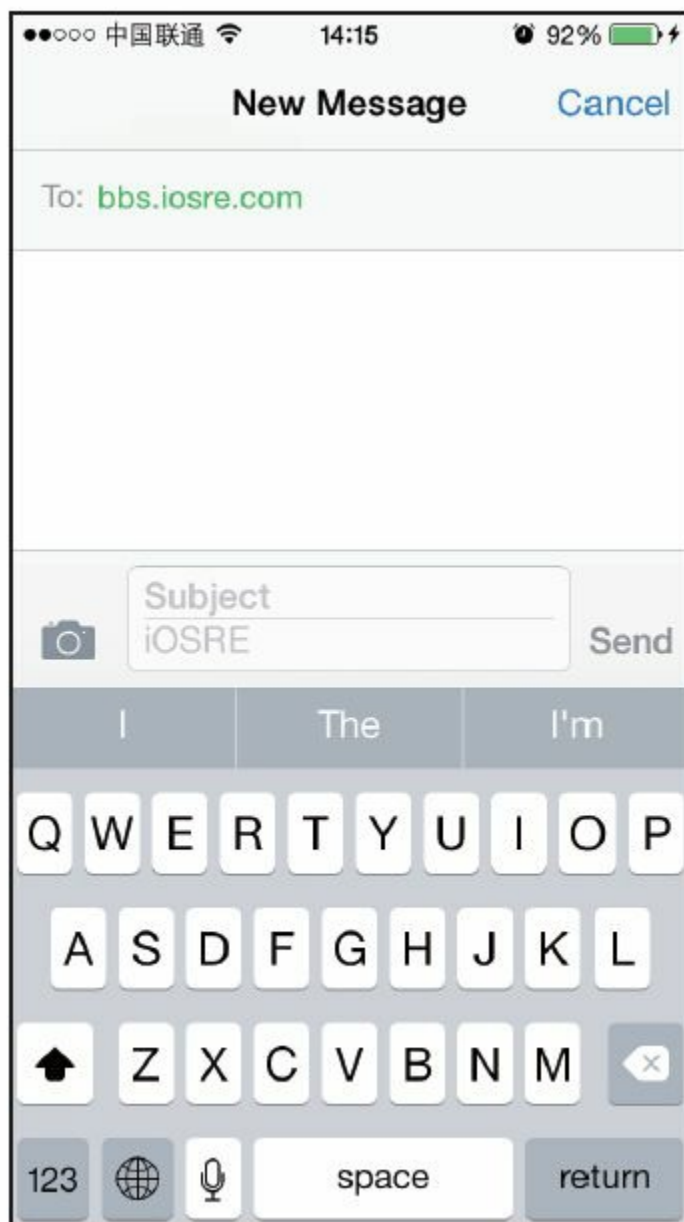 中国联通 14:15 92%
New Message Cancel
To: bbs.iosre.com
Subject
iOSRE
Send
I The I'm
Q W E R T Y U I O P
A S D F G H J K L
Z X C V B N M
123 space return